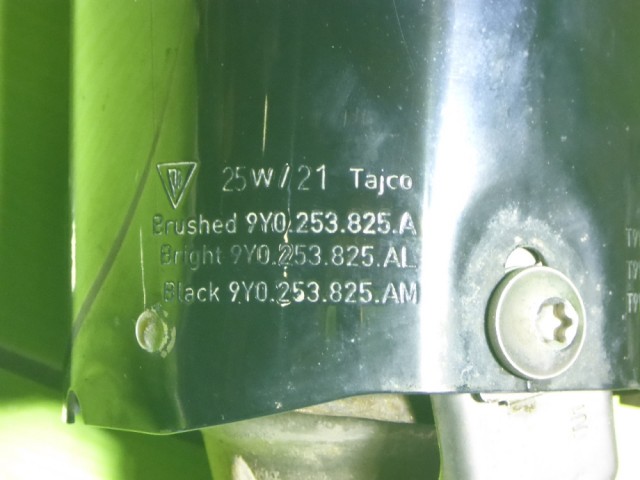 25W/21 Tajco
Brushed 9Y0.253.825.A
Bright 9Y0.253.825.AL
Black 9Y0.253.825.AM